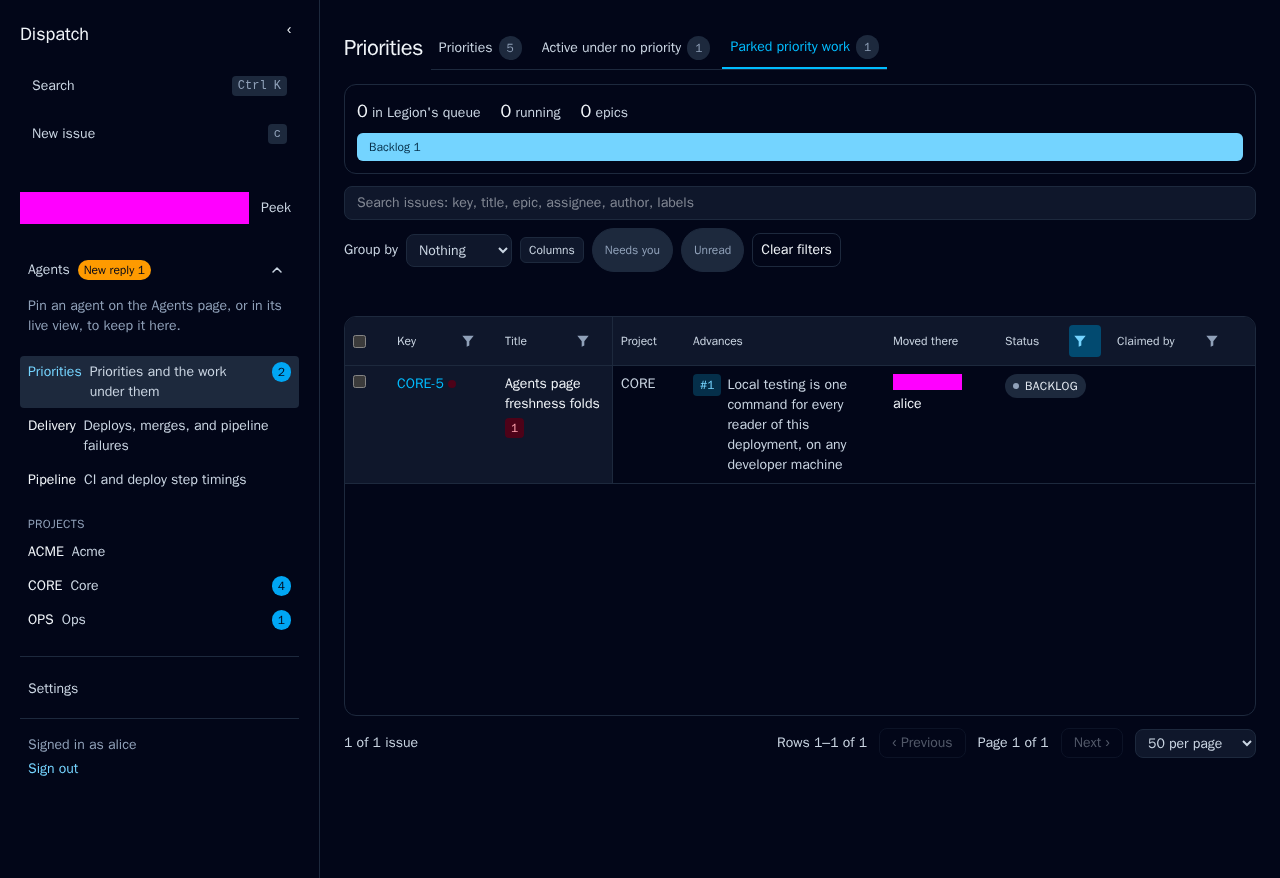 Dispatch
‹
Search
Ctrl K
New issue
C
Peek
Agents
New reply 1
Pin an agent on the Agents page, or in its
live view, to keep it here.
Priorities
Priorities and the work
under them
2
Delivery
Deploys, merges, and pipeline
failures
Pipeline
CI and deploy step timings
PROJECTS
ACME
Acme
CORE
Core
4
OPS
Ops
1
Settings
Signed in as alice
Sign out
Priorities
Priorities 5
Active under no priority 1
Parked priority work 1
0 in Legion's queue
0 running
0 epics
Backlog 1
Search issues: key, title, epic, assignee, author, labels
Group by
Nothing
Columns
Needs you
Unread
Clear filters
Key
Title
Project
Advances
Moved there
Status
Claimed by
CORE-5
Agents page
freshness folds
1
CORE
#1
Local testing is one
command for every
reader of this
deployment, on any
developer machine
alice
BACKLOG
1 of 1 issue
Rows 1–1 of 1
‹ Previous
Page 1 of 1
Next ›
50 per page